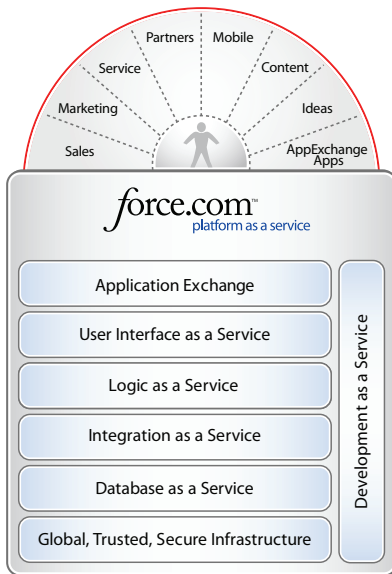 Sales
Marketing
Service
Partners
Mobile
Content
Ideas
AppExchange
Apps
force.com™
platform as a service
Application Exchange
User Interface as a Service
Logic as a Service
Integration as a Service
Database as a Service
Global, Trusted, Secure Infrastructure
Development as a Service